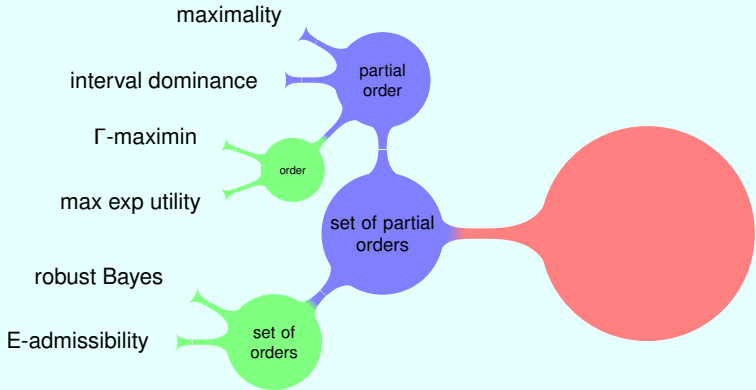 maximality
partial
order
interval dominance
Γ-maximin
order
max exp utility
set of partial
orders
robust Bayes
set of
orders
E-admissibility